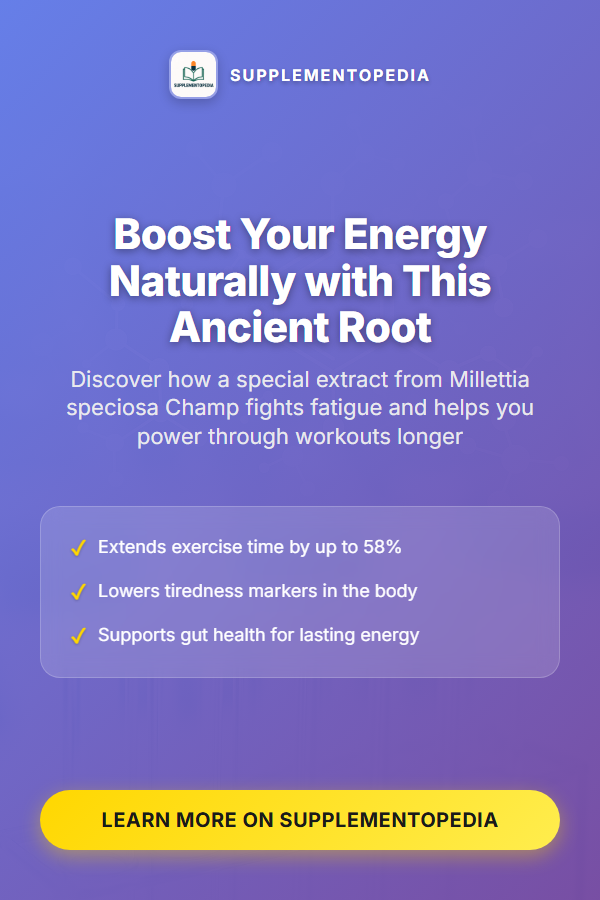 SUPPLEMENTOPEDIA
SUPPLEMENTOPEDIA
Boost Your Energy
Naturally with This
Ancient Root
Discover how a special extract from Millettia
speciosa Champ fights fatigue and helps you
power through workouts longer
✓ Extends exercise time by up to 58%
✓ Lowers tiredness markers in the body
✓ Supports gut health for lasting energy
LEARN MORE ON SUPPLEMENTOPEDIA